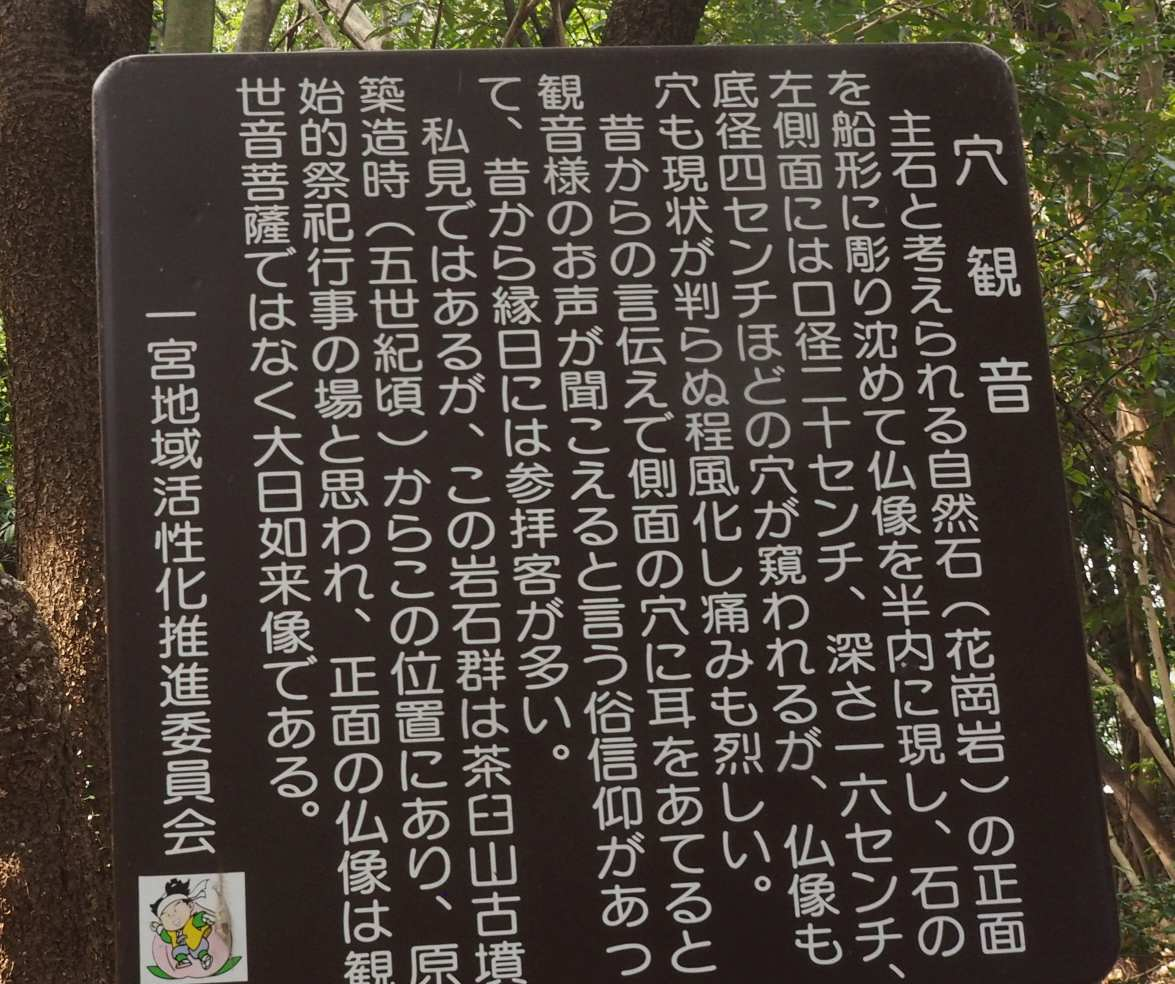 穴観音
主石と考えられる自然石（花崗岩）の正面
を船形に彫り沈めて仏像を半内に現し、石の
左側面には口径二十センチ、深さ一六センチ、
底径四センチほどの穴が窺われるが、仏像も
穴も現状が判らぬ程風化し痛みも烈しい。
昔からの言伝えで側面の穴に耳をあてると
観音様のお声が聞こえると言う俗信仰があっ
て、昔から縁日には参拝客が多い。
私見ではあるが、この岩石群は茶臼山古墳
築造時（五世紀頃）からこの位置にあり、原
始的祭祀行事の場と思われ、正面の仏像は観
世音菩薩ではなく大日如来像である。
一宮地域活性化推進委員会